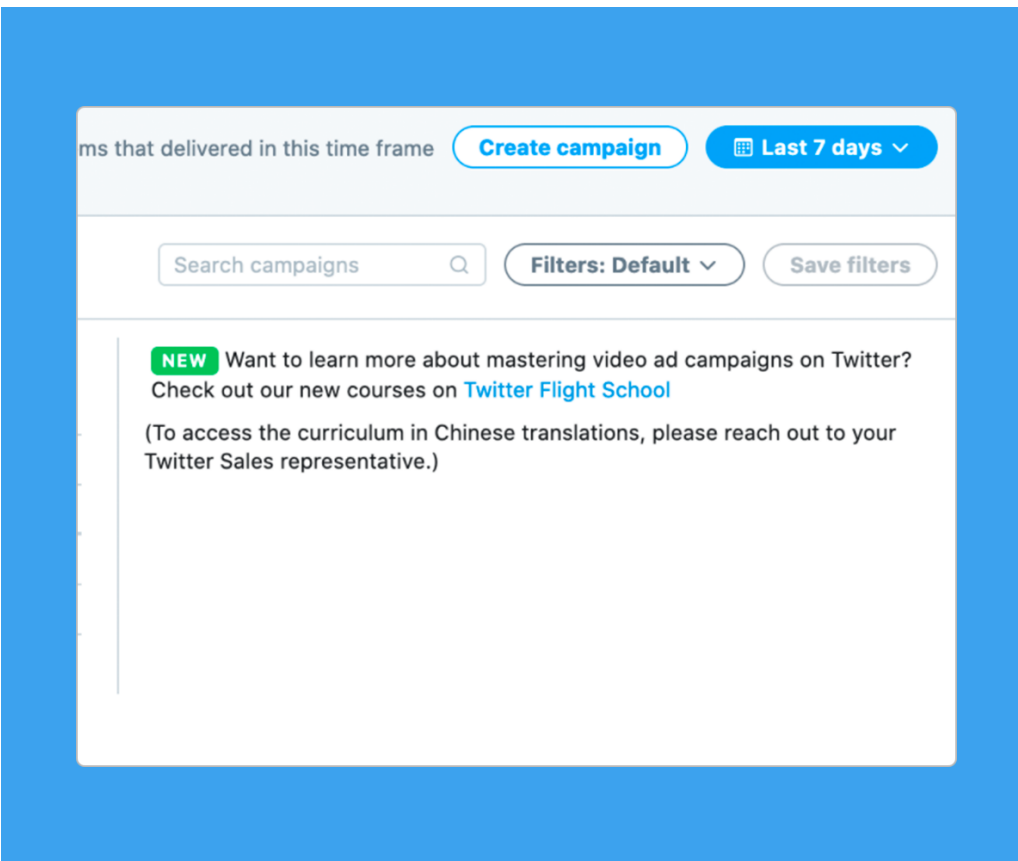 ms that delivered in this time frame Create campaign Last 7 days
Search campaigns Filters: Default Save filters
NEW Want to learn more about mastering video ad campaigns on Twitter?
Check out our new courses on Twitter Flight School
(To access the curriculum in Chinese translations, please reach out to your
Twitter Sales representative.)